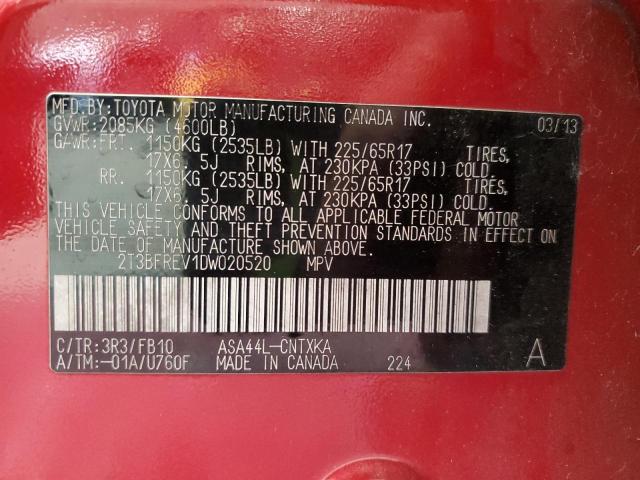 MFD.BY:TOYOTA MOTOR MANUFACTURING CANADA INC. 03/13
GVWR:2085KG (4600LB)
GAWR:FRT. 1150KG (2535LB) WITH 225/65R17 TIRES,
17X6. 5J RIMS, AT 230KPA (33PSI) COLD.
RR. 1150KG (2535LB) WITH 225/65R17 TIRES,
17X6. 5J RIMS, AT 230KPA (33PSI) COLD.
THIS VEHICLE CONFORMS TO ALL APPLICABLE FEDERAL MOTOR
VEHICLE SAFETY AND THEFT PREVENTION STANDARDS IN EFFECT ON
THE DATE OF MANUFACTURE SHOWN ABOVE.
2T3BFREV1DW020520 MPV
C/TR:3R3/FB10 ASA44L-CNTXKA
A/TM:-01A/U760F MADE IN CANADA 224 A